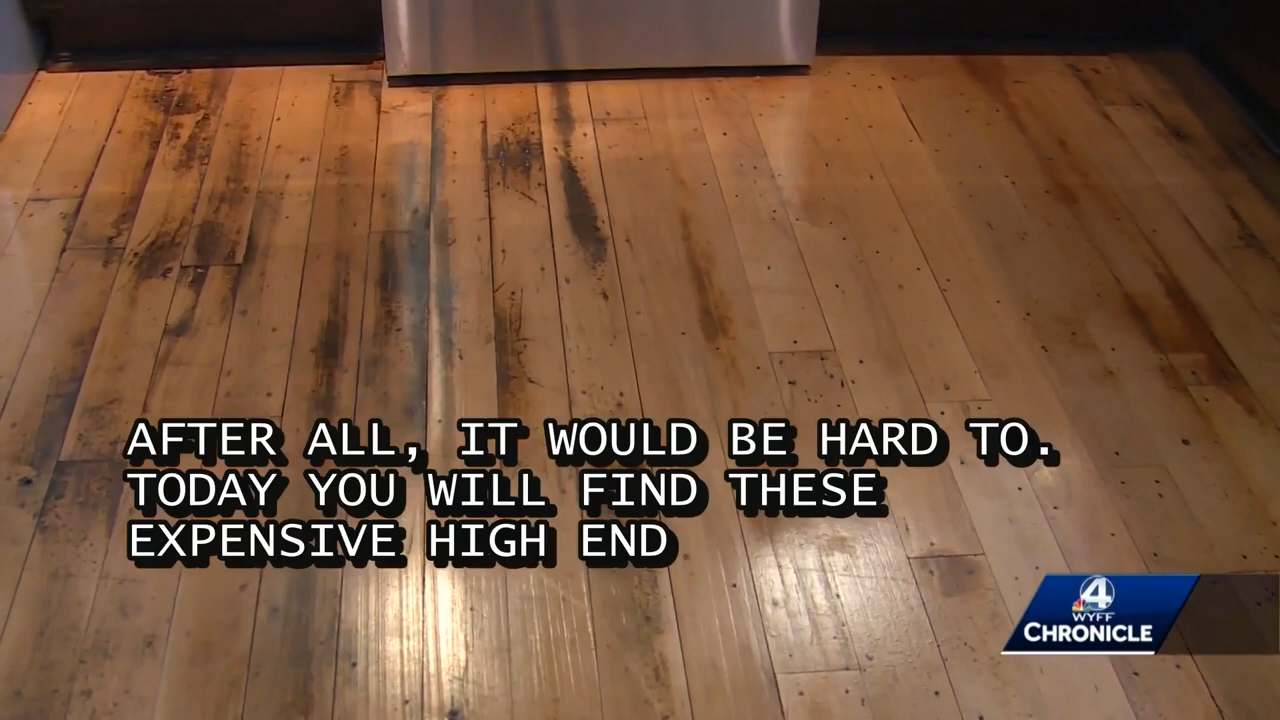 AFTER ALL, IT WOULD BE HARD TO.
TODAY YOU WILL FIND THESE
EXPENSIVE HIGH END
4
WYFF
CHRONICLE